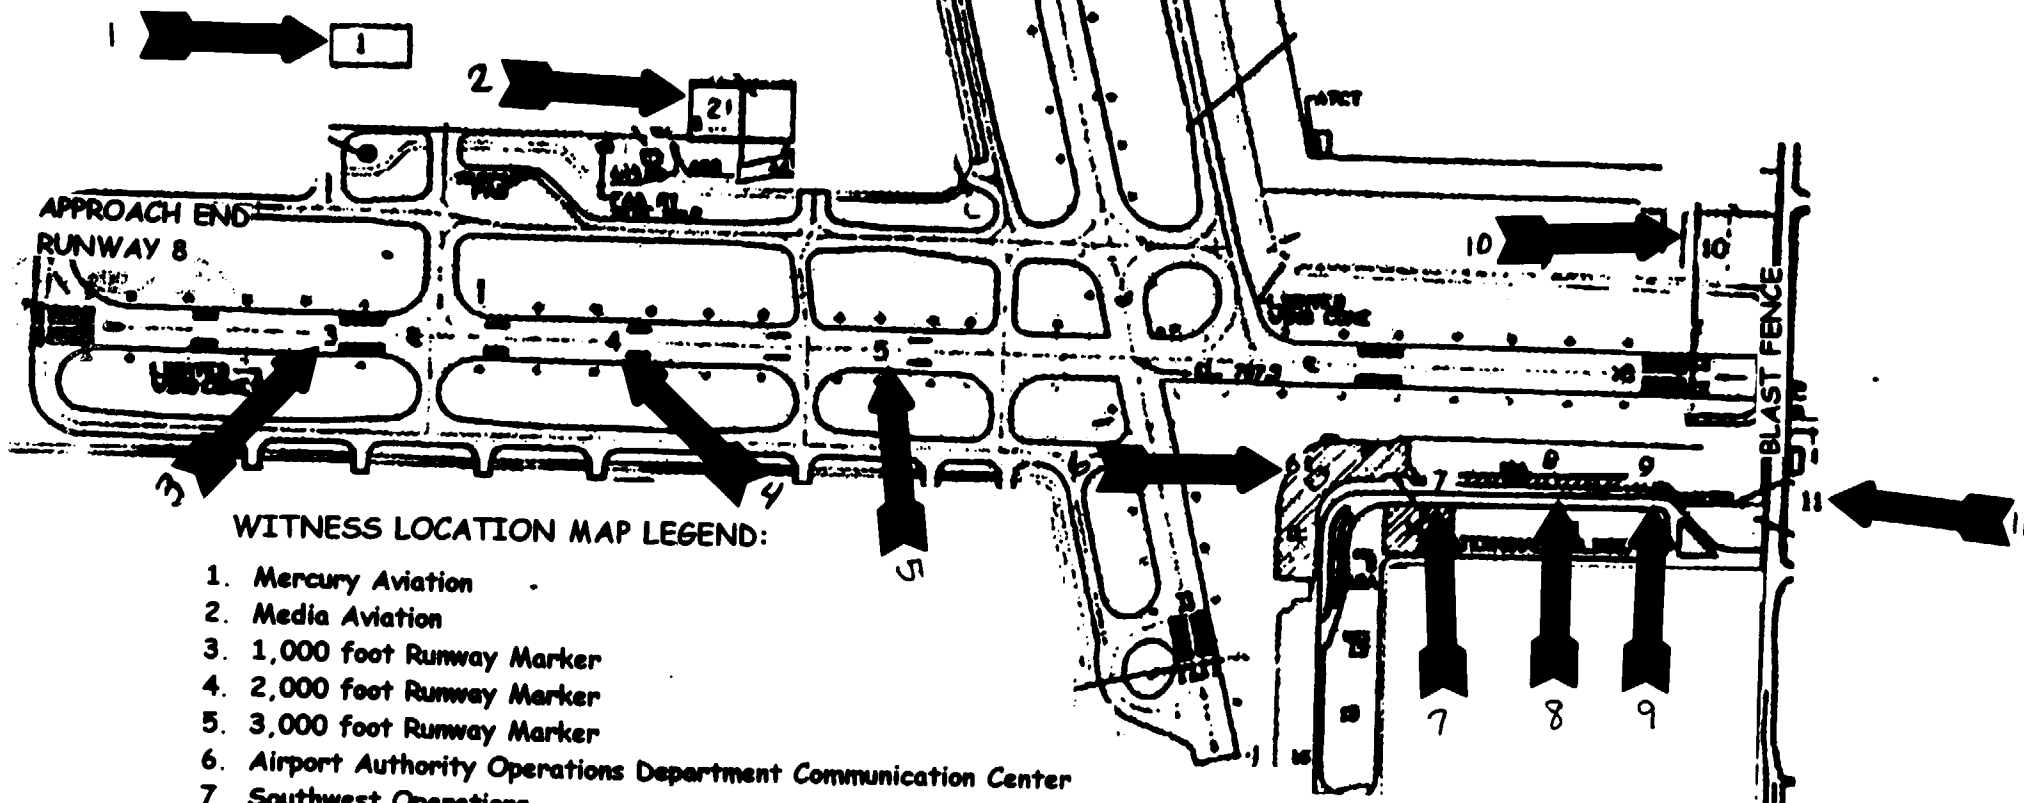 1
1
2
21
ATCT
APPROACH END
RUNWAY 8
10
10
3
4
5
BLAST FENCE
6
6
7
8
9
11
3
4
5
7
8
9
WITNESS LOCATION MAP LEGEND:
1. Mercury Aviation
2. Media Aviation
3. 1,000 foot Runway Marker
4. 2,000 foot Runway Marker
5. 3,000 foot Runway Marker
6. Airport Authority Operations Department Communication Center
7. Southwest Operations